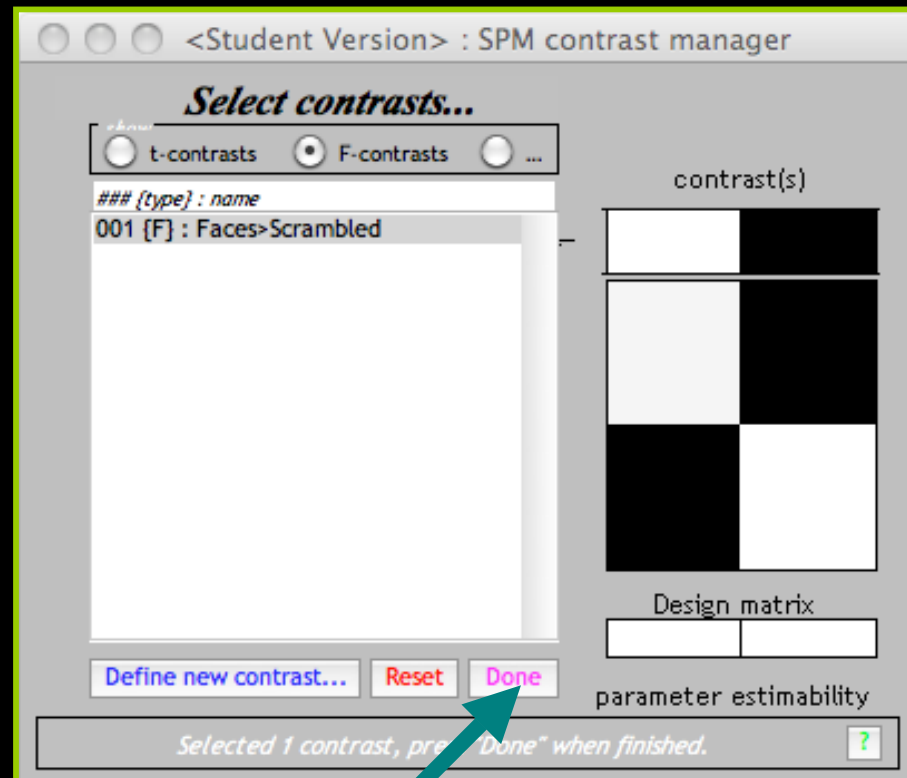 <Student Version> : SPM contrast manager
Select contrasts...
show
t-contrasts F-contrasts ...
### {type} : name
001 {F} : Faces>Scrambled
contrast(s)
Design matrix
parameter estimability
Define new contrast... Reset Done
Selected 1 contrast, "Done" when finished.
?